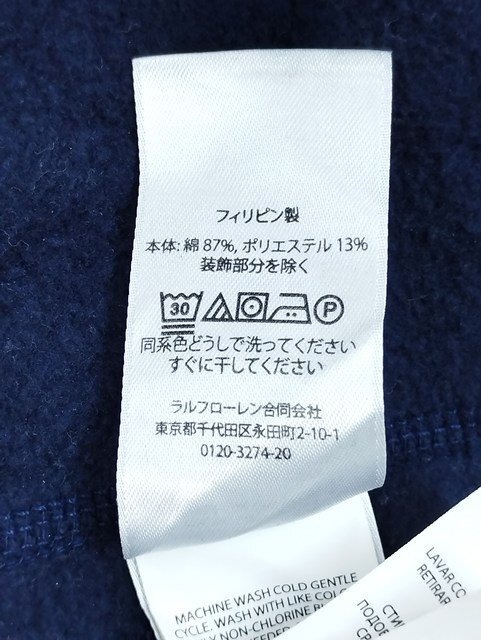 フィリピン製
本体: 綿 87%, ポリエステル 13%
装飾部分を除く
30 P
同系色どうしで洗ってください
すぐに干してください
ラルフローレン合同会社
東京都千代田区永田町2-10-1
0120-3274-20
MACHINE WASH COLD GENTLE
CYCLE, WASH WITH LIKE
NON-CHLORINE
NEEDED
LAVAR
RETIRAR